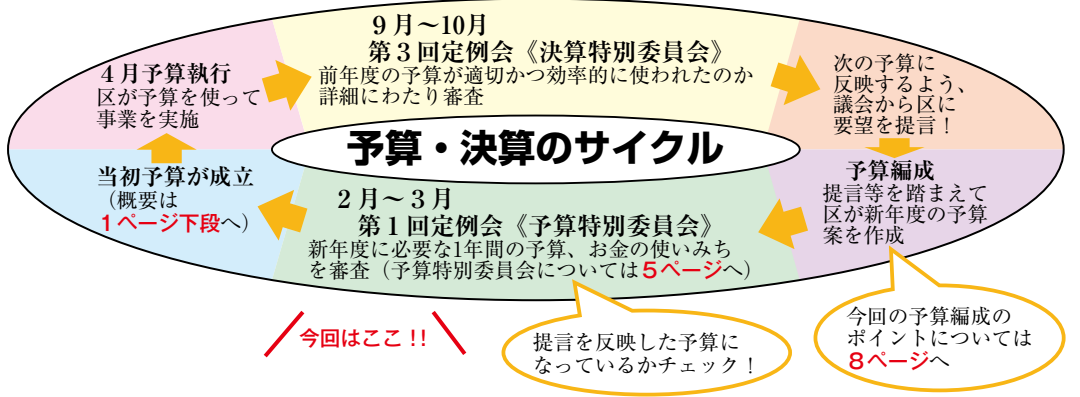 予算・決算のサイクル
4月予算執行
区が予算を使って
事業を実施
9月～10月
第3回定例会《決算特別委員会》
前年度の予算が適切かつ効率的に使われたのか
詳細にわたり審査
次の予算に
反映するよう、
議会から区に
要望を提言！
予算編成
提言等を踏まえて
区が新年度の予算
案を作成
今回の予算編成の
ポイントについては
8ページへ
2月～3月
第1回定例会《予算特別委員会》
新年度に必要な1年間の予算、お金の使いみち
を審査（予算特別委員会については5ページへ）
提言を反映した予算に
なっているかチェック！
今回はここ!!
当初予算が成立
（概要は
1ページ下段へ）